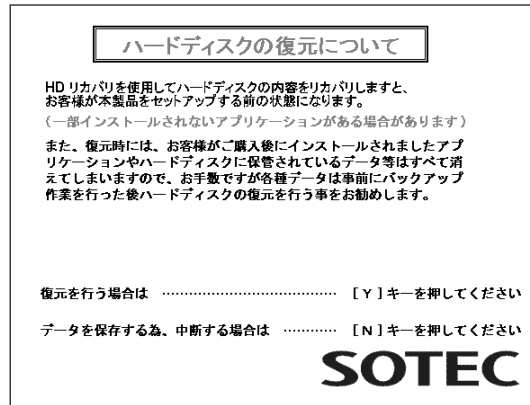 ハードディスクの復元について
HD リカバリを使用してハードディスクの内容をリカバリしますと、
お客様が本製品をセットアップする前の状態になります。
（一部インストールされないアプリケーションがある場合があります）
また、復元時には、お客様がご購入後にインストールされましたアプ
リケーションやハードディスクに保管されているデータ等はすべて消
えてしまいますので、お手数ですが各種データは事前にバックアップ
作業を行った後ハードディスクの復元を行う事をお勧めします。
復元を行う場合は ………………………………… ［Ｙ］キーを押してください
データを保存する為、中断する場合は ………… ［Ｎ］キーを押してください
SOTEC